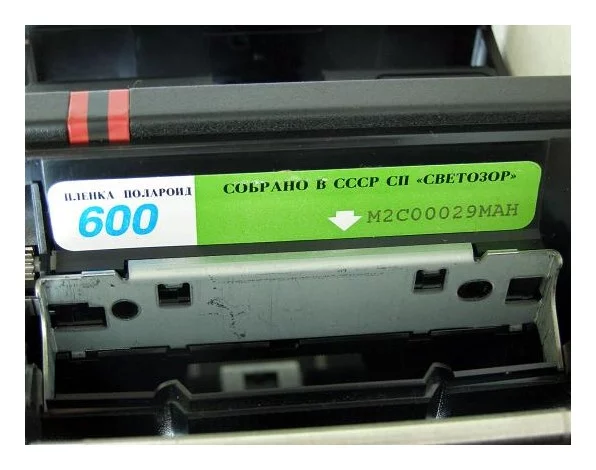 ПЛЕНКА ПОЛАРОИД
600
СОБРАНО В СССР СП «СВЕТОЗОР»
M2C00029MAH